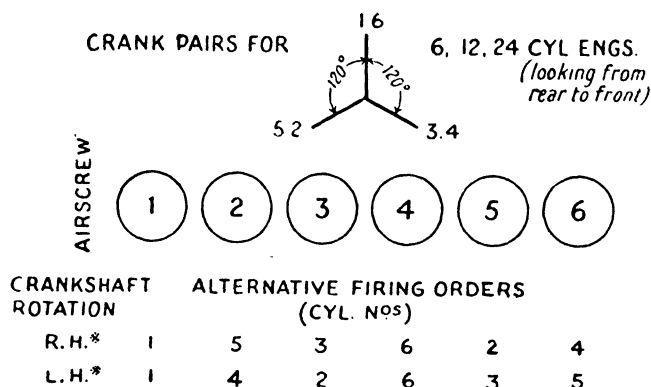 1 6
CRANK PAIRS FOR 6, 12, 24 CYL ENGS.
(looking from
rear to front)
120° 120°
5 2 3.4
AIRSCREW
1 2 3 4 5 6
CRANKSHAFT ALTERNATIVE FIRING ORDERS
ROTATION (CYL. NOS)
R.H.* 1 5 3 6 2 4
L.H.* 1 4 2 6 3 5